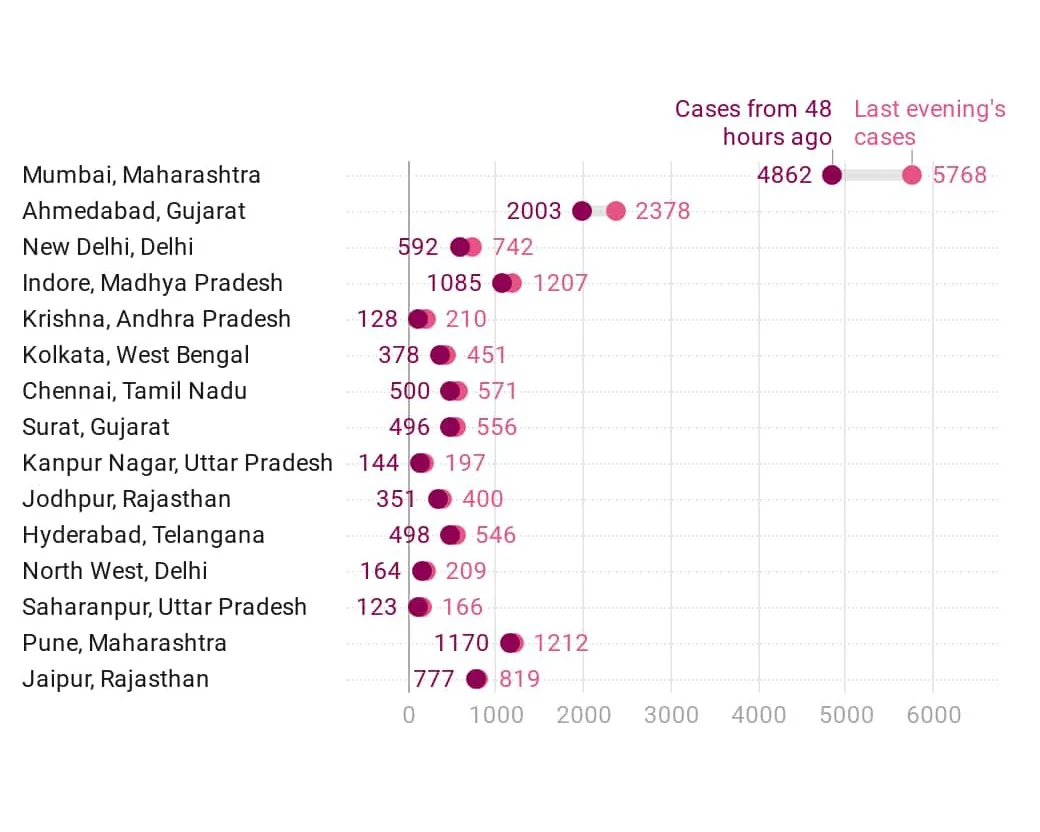 Cases from 48 Last evening's
hours ago cases
Mumbai, Maharashtra 4862 5768
Ahmedabad, Gujarat 2003 2378
New Delhi, Delhi 592 742
Indore, Madhya Pradesh 1085 1207
Krishna, Andhra Pradesh 128 210
Kolkata, West Bengal 378 451
Chennai, Tamil Nadu 500 571
Surat, Gujarat 496 556
Kanpur Nagar, Uttar Pradesh 144 197
Jodhpur, Rajasthan 351 400
Hyderabad, Telangana 498 546
North West, Delhi 164 209
Saharanpur, Uttar Pradesh 123 166
Pune, Maharashtra 1170 1212
Jaipur, Rajasthan 777 819
0 1000 2000 3000 4000 5000 6000